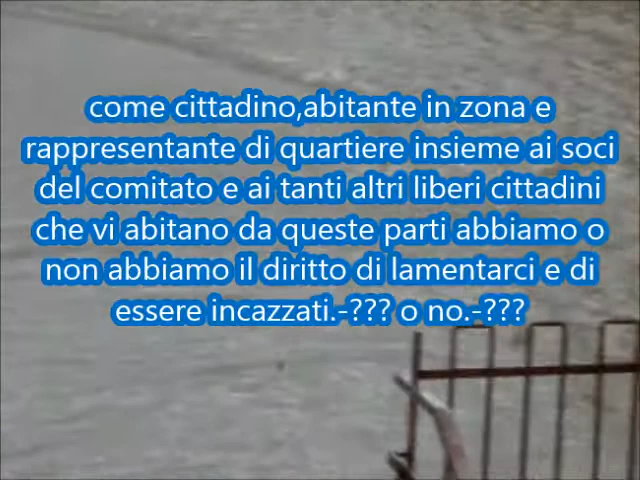 come cittadino,abitante in zona e
rappresentante di quartiere insieme ai soci
del comitato e ai tanti altri liberi cittadini
che vi abitano da queste parti abbiamo o
non abbiamo il diritto di lamentarci e di
essere incazzati.-??? o no.-???